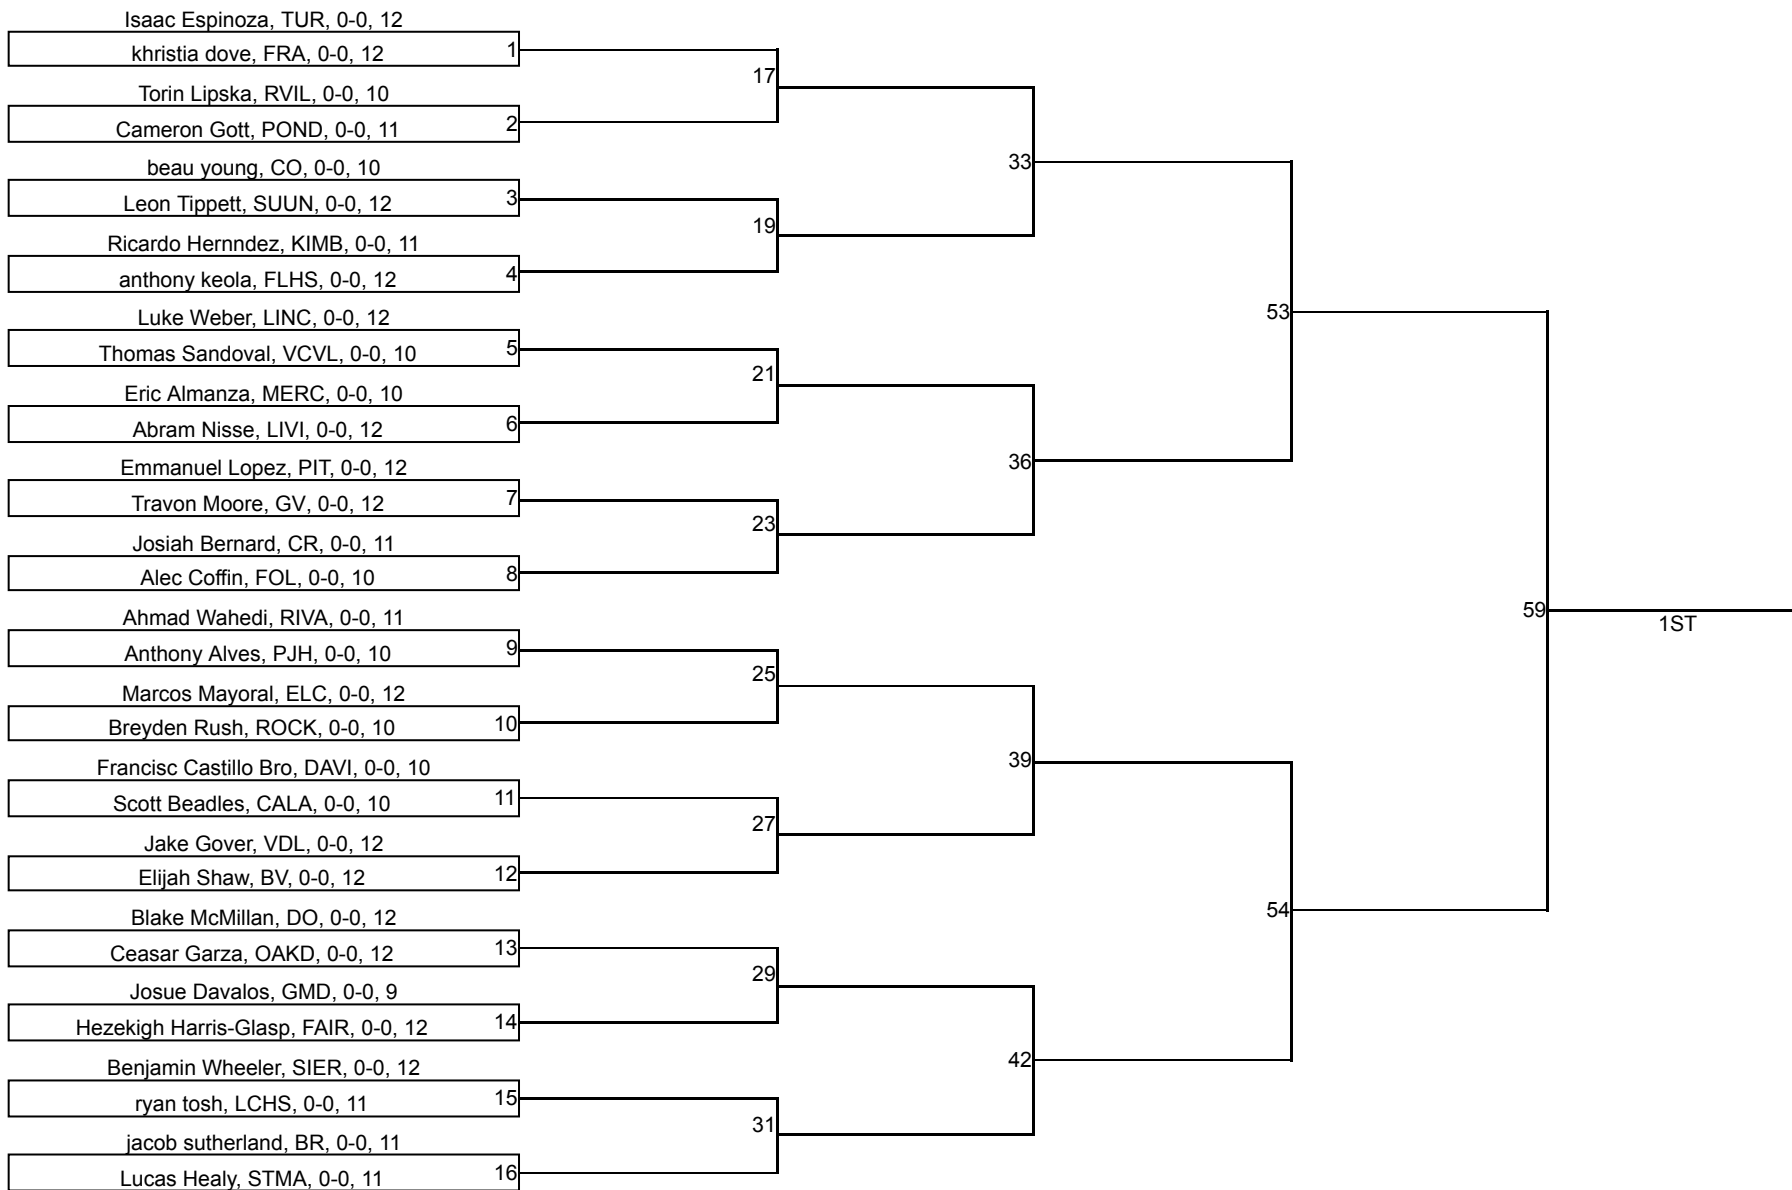 Isaac Espinoza, TUR, 0-0, 12
khristia dove, FRA, 0-0, 12
1
17
Torin Lipska, RVIL, 0-0, 10
Cameron Gott, POND, 0-0, 11
2
33
beau young, CO, 0-0, 10
Leon Tippett, SUUN, 0-0, 12
3
19
Ricardo Hernndez, KIMB, 0-0, 11
anthony keola, FLHS, 0-0, 12
4
53
Luke Weber, LINC, 0-0, 12
Thomas Sandoval, VCVL, 0-0, 10
5
21
Eric Almanza, MERC, 0-0, 10
Abram Nisse, LIVI, 0-0, 12
6
36
Emmanuel Lopez, PIT, 0-0, 12
Travon Moore, GV, 0-0, 12
7
23
Josiah Bernard, CR, 0-0, 11
Alec Coffin, FOL, 0-0, 10
8
59
1ST
Ahmad Wahedi, RIVA, 0-0, 11
Anthony Alves, PJH, 0-0, 10
9
25
Marcos Mayoral, ELC, 0-0, 12
Breyden Rush, ROCK, 0-0, 10
10
39
Francisc Castillo Bro, DAVI, 0-0, 10
Scott Beadles, CALA, 0-0, 10
11
27
Jake Gover, VDL, 0-0, 12
Elijah Shaw, BV, 0-0, 12
12
54
Blake McMillan, DO, 0-0, 12
Ceasar Garza, OAKD, 0-0, 12
13
29
Josue Davalos, GMD, 0-0, 9
Hezekigh Harris-Glasp, FAIR, 0-0, 12
14
42
Benjamin Wheeler, SIER, 0-0, 12
ryan tosh, LCHS, 0-0, 11
15
31
jacob sutherland, BR, 0-0, 11
Lucas Healy, STMA, 0-0, 11
16